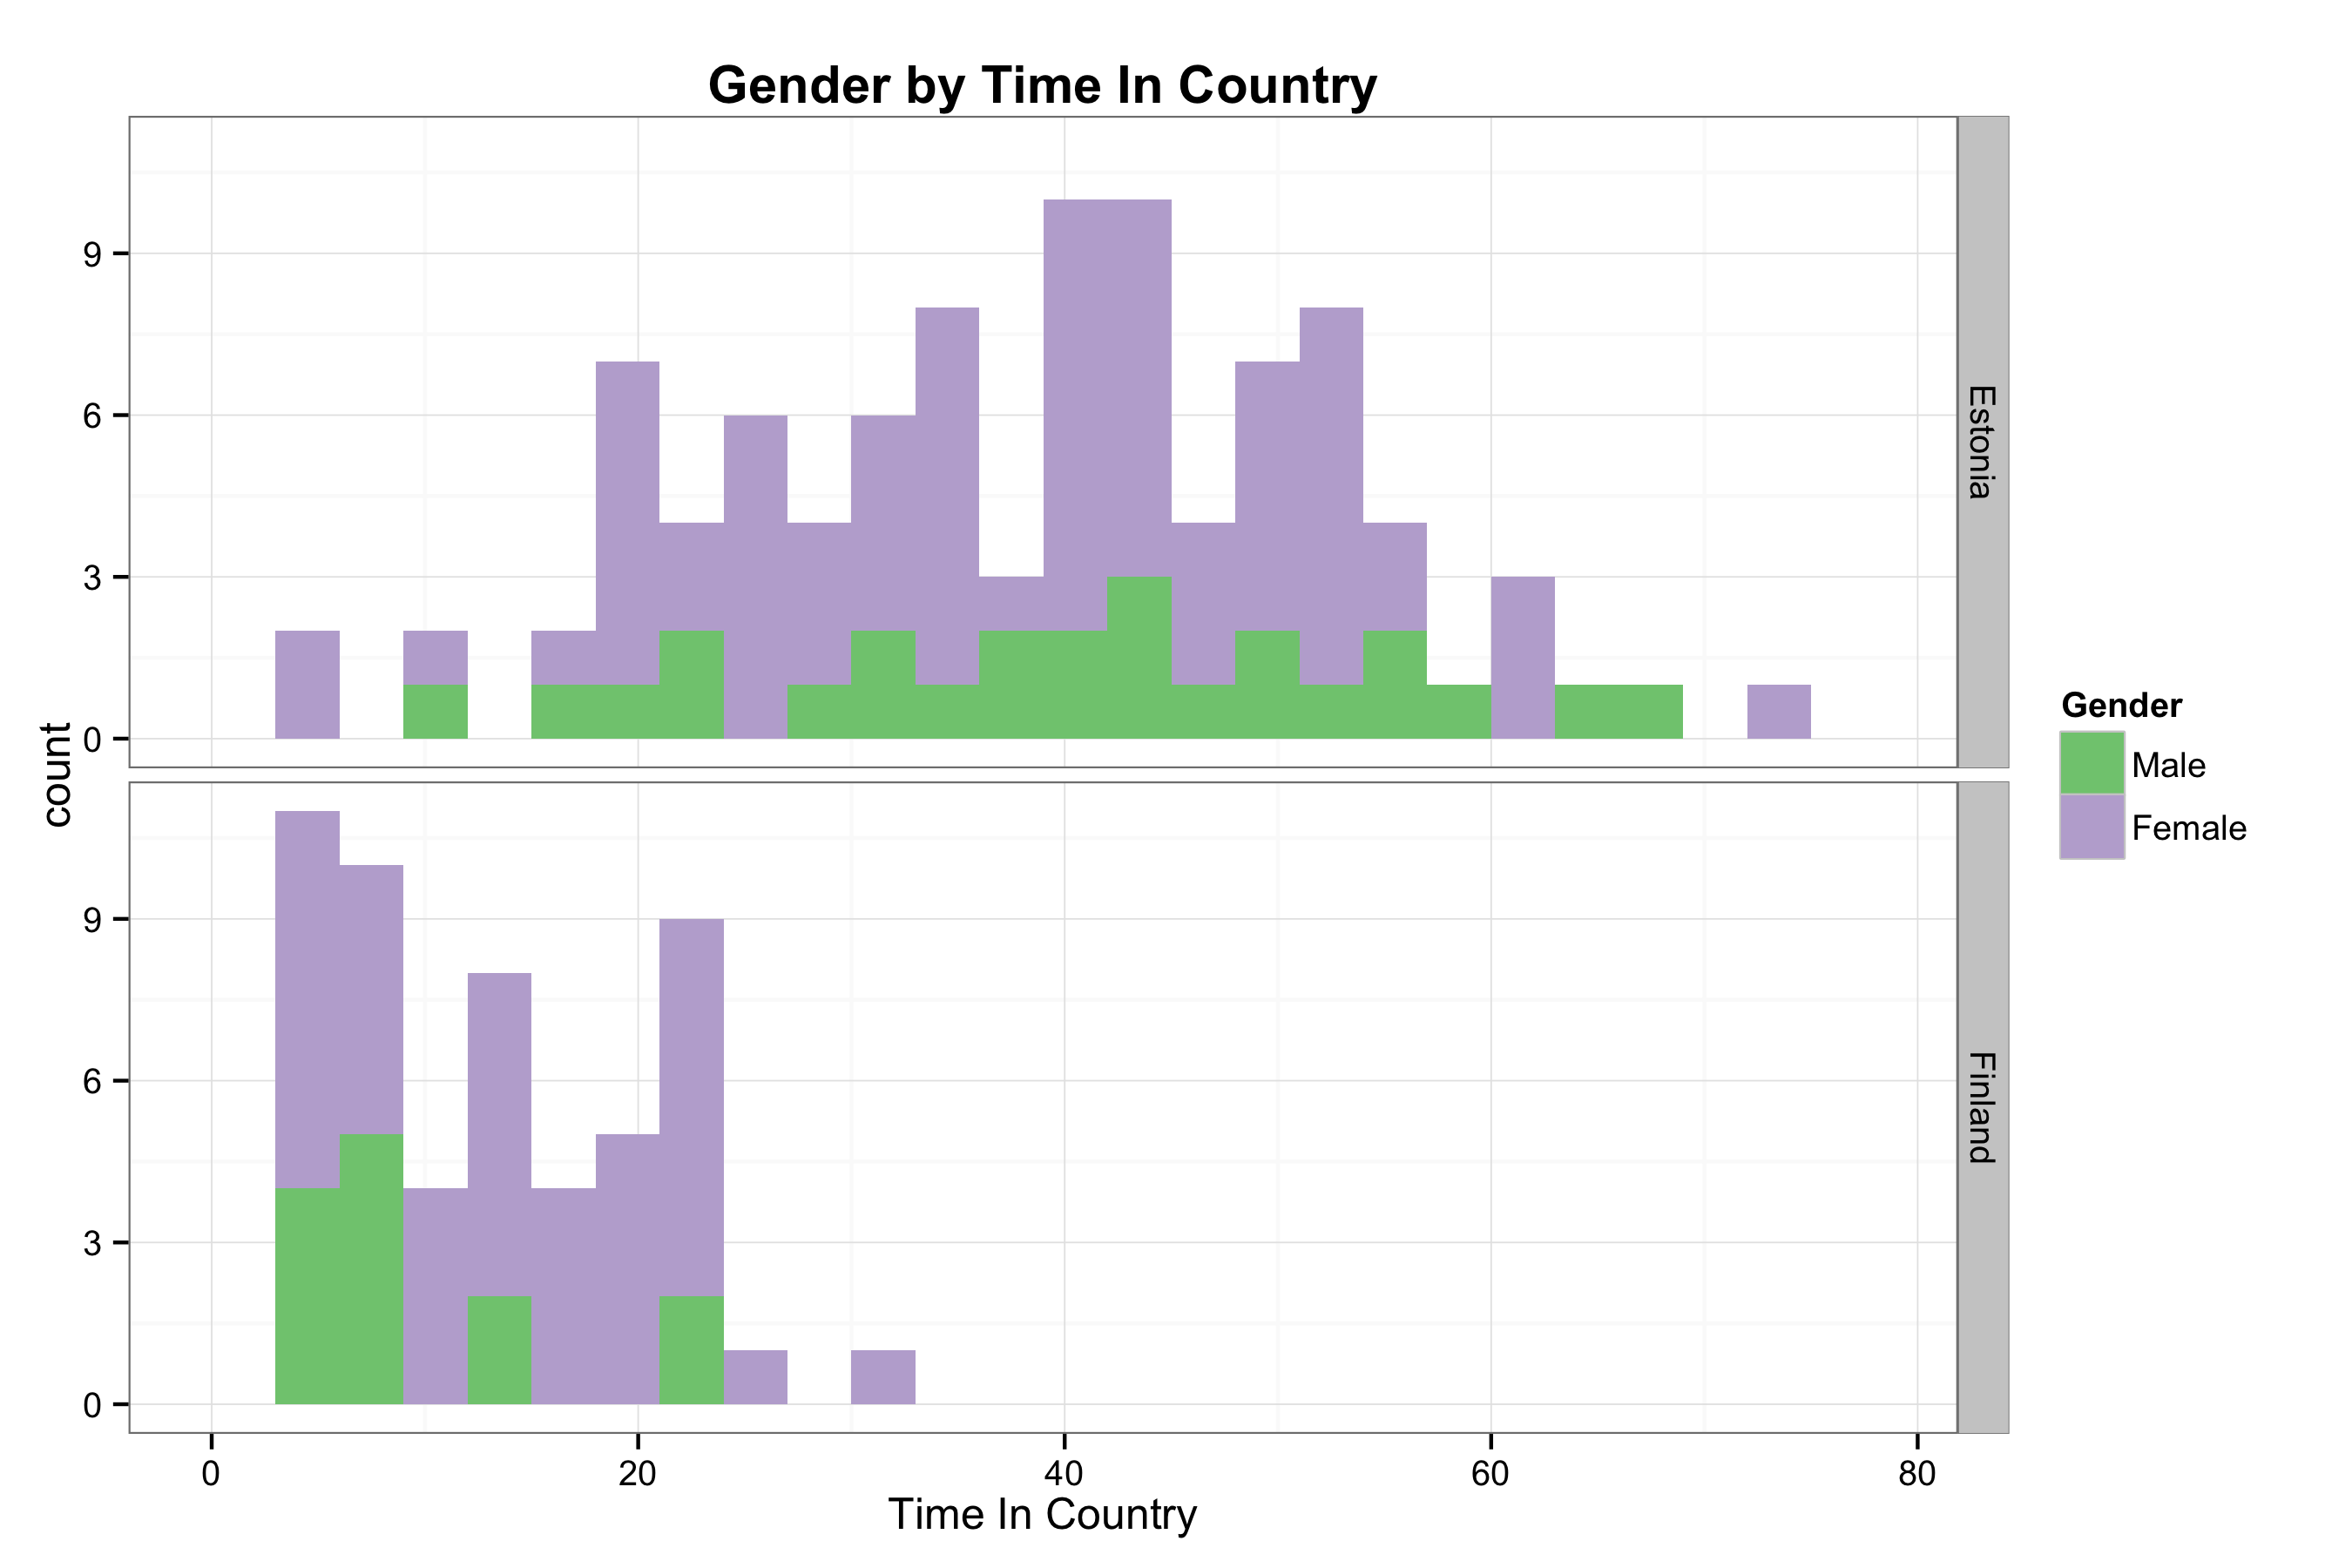 Gender by Time In Country
9
6
3
0
Estonia
9
6
3
0
Finland
count
0 20 40 60 80
Time In Country
Gender
Male
Female